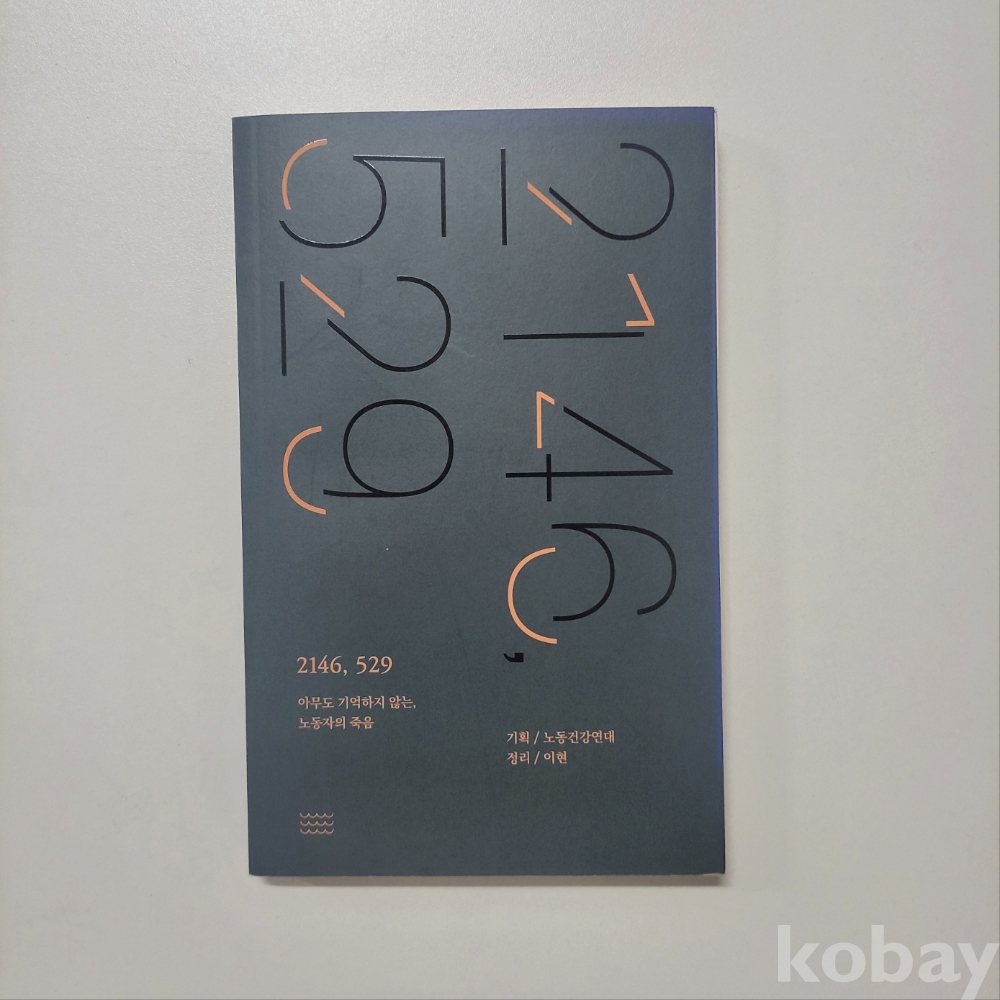 2146,
529
2146, 529
아무도 기억하지 않는,
노동자의 죽음
기획 / 노동건강연대
정리 / 이현
kobay